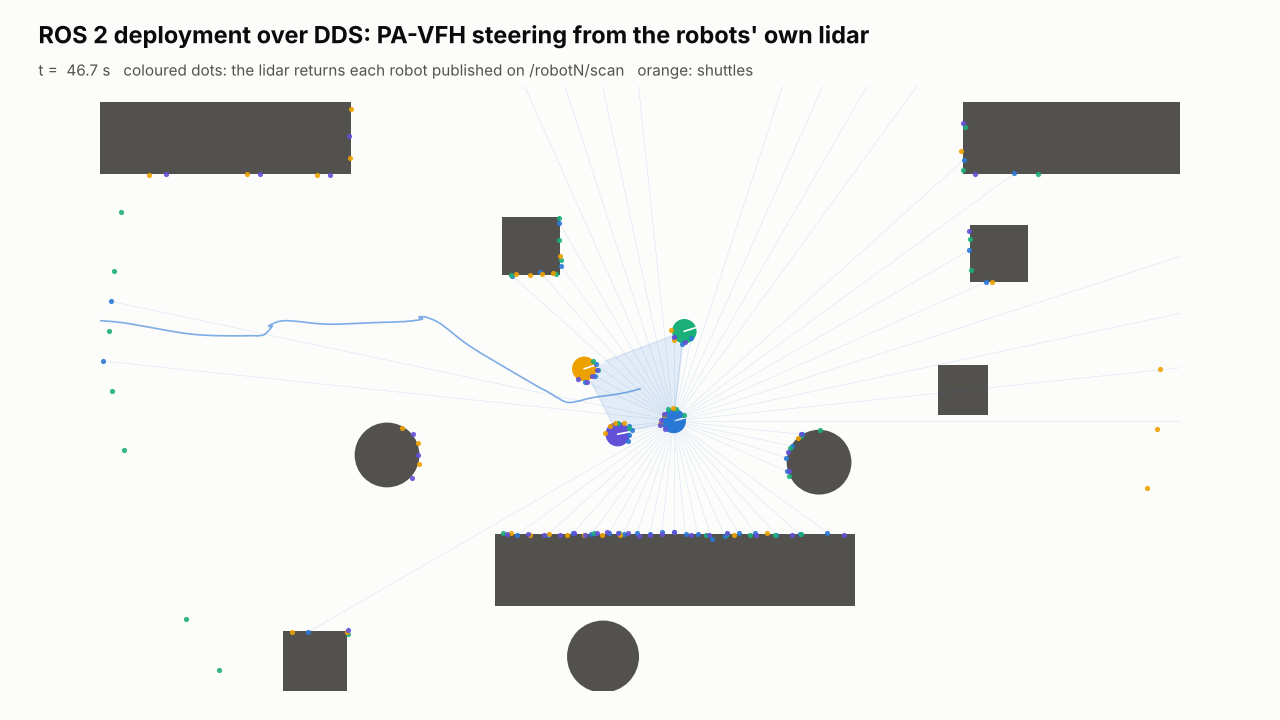 ROS 2 deployment over DDS: PA-VFH steering from the robots' own lidar
t =  46.7 s   coloured dots: the lidar returns each robot published on /robotN/scan   orange: shuttles